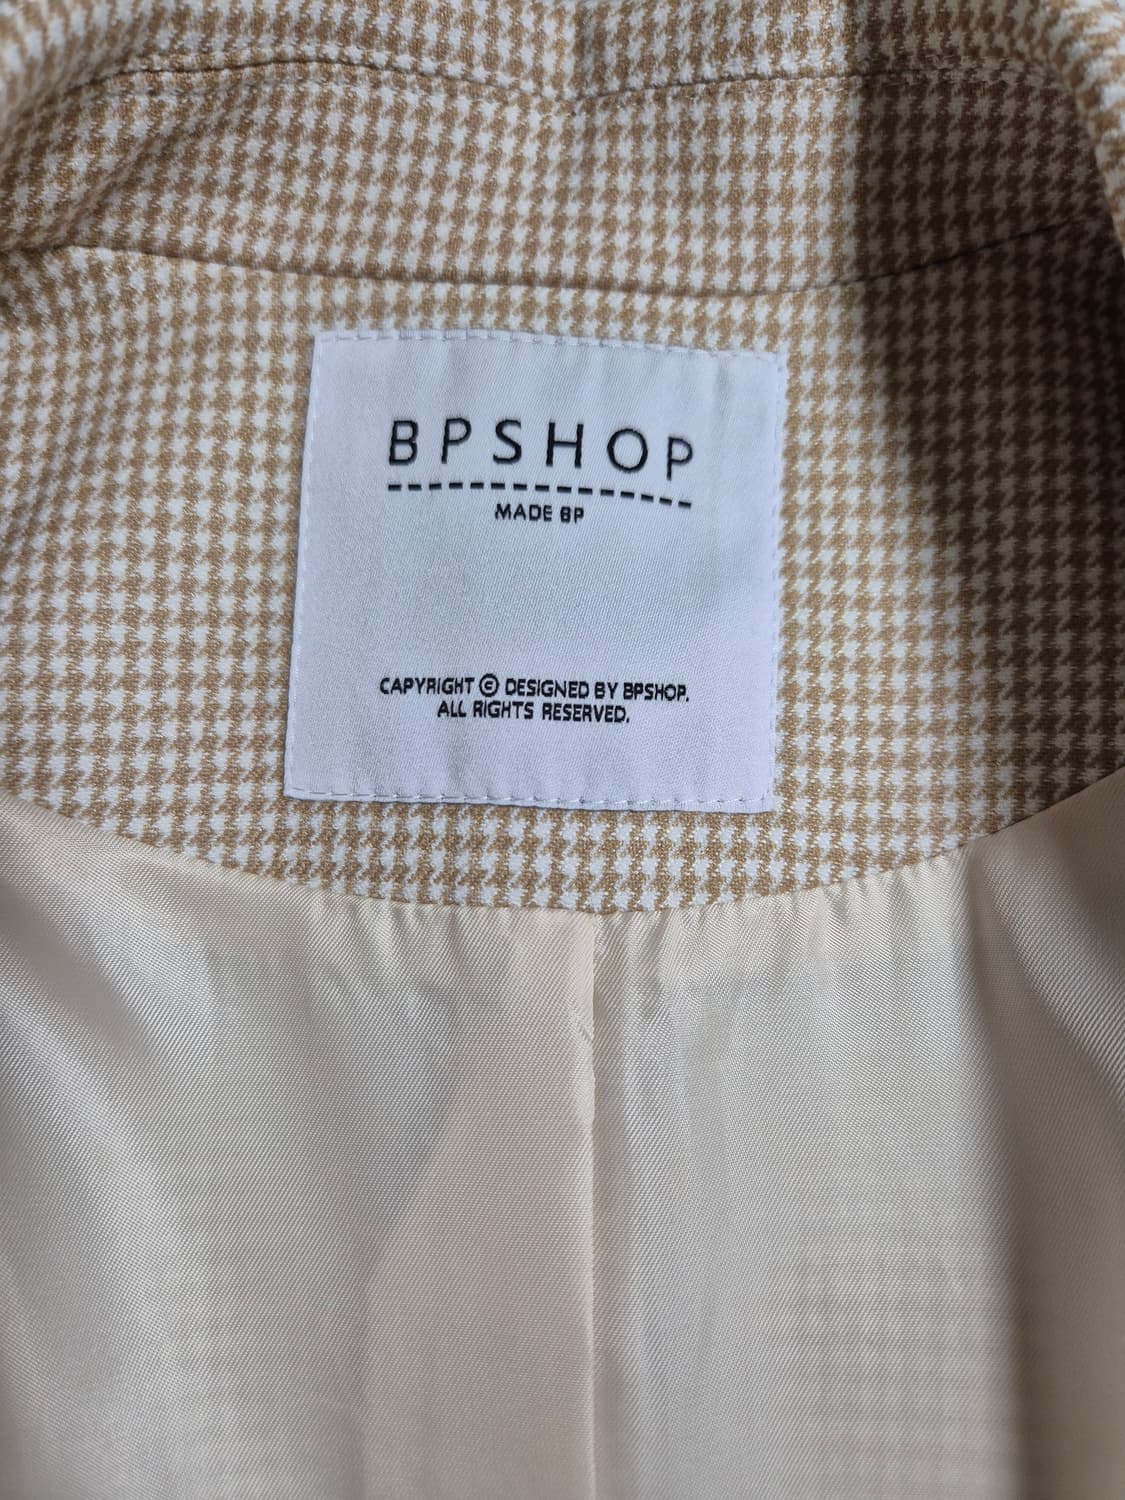 BPSHOP
MADE BP
CAPYRIGHT © DESIGNED BY BPSHOP.
ALL RIGHTS RESERVED.